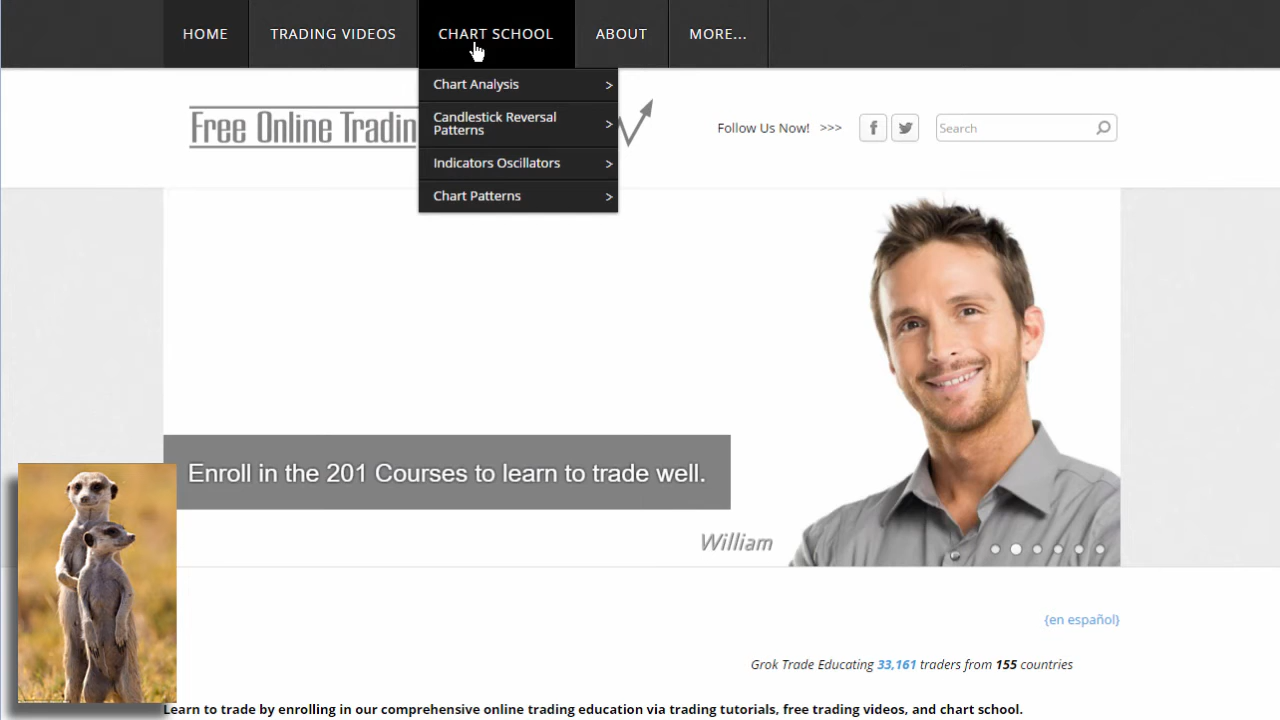 HOME TRADING VIDEOS CHART SCHOOL ABOUT MORE...
Chart Analysis >
Candlestick Reversal
Patterns >
Indicators Oscillators >
Chart Patterns >
Free Online Tradin
Follow Us Now! >>> f Search
Enroll in the 201 Courses to learn to trade well.
William
{en español}
Grok Trade Educating 33,161 traders from 155 countries
Learn to trade by enrolling in our comprehensive online trading education via trading tutorials, free trading videos, and chart school.